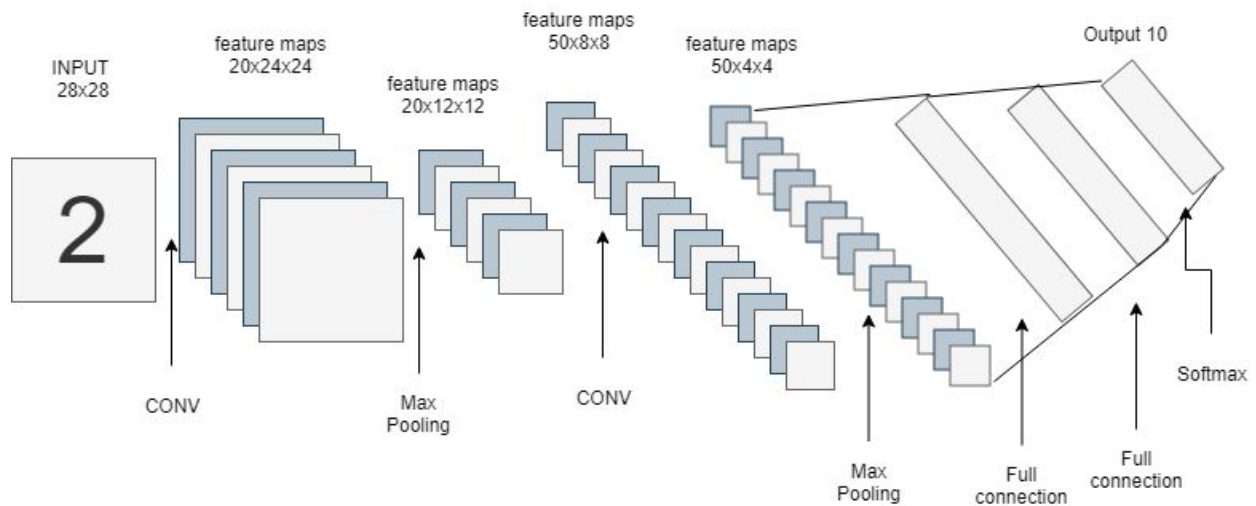 INPUT
28x28
feature maps
20x24x24
feature maps
20x12x12
feature maps
50x8x8
feature maps
50x4x4
Output 10
2
CONV
Max
Pooling
CONV
Max
Pooling
Full
connection
Full
connection
Softmax